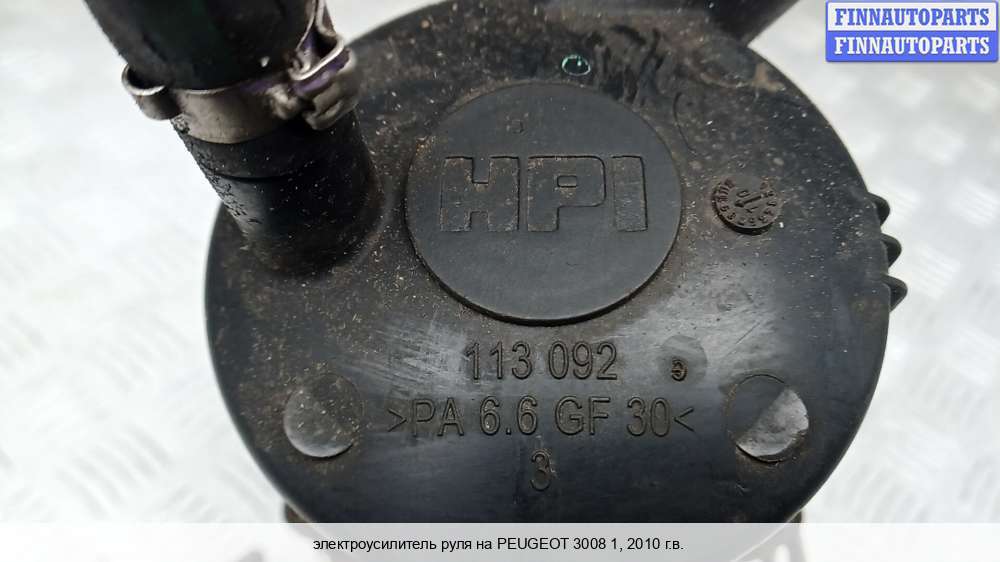 FINNAUTOPARTS
FINNAUTOPARTS
HPI
113 092
>PA 6.6 GF 30<
3
электроусилитель руля на PEUGEOT 3008 1, 2010 г.в.